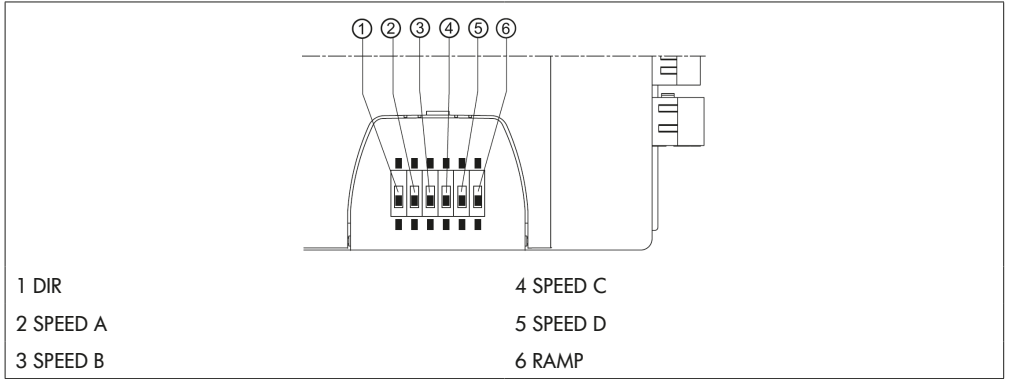 ① ② ③ ④ ⑤ ⑥
1 DIR
2 SPEED A
3 SPEED B
4 SPEED C
5 SPEED D
6 RAMP